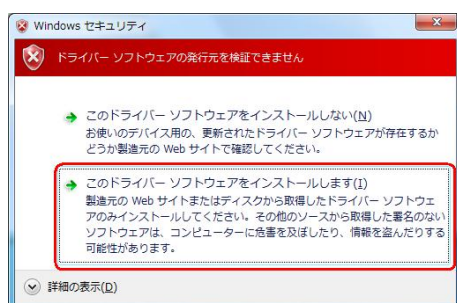 Windows セキュリティ
ドライバー ソフトウェアの発行元を検証できません
このドライバー ソフトウェアをインストールしない(N)
お使いのデバイス用の、更新されたドライバー ソフトウェアが存在するか
どうか製造元の Web サイトで確認してください。
このドライバー ソフトウェアをインストールします(I)
製造元の Web サイトまたはディスクから取得したドライバー ソフトウェ
アのみインストールしてください。その他のソースから取得した署名のない
ソフトウェアは、コンピューターに危害を及ぼしたり、情報を盗んだりする
可能性があります。
詳細の表示(D)